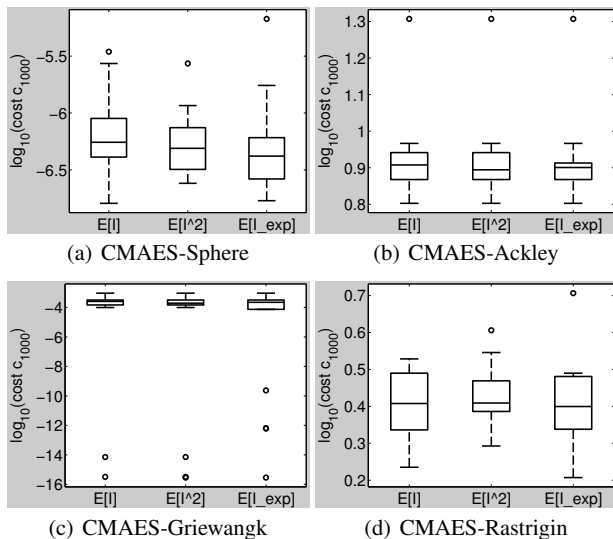 log10(cost c1000)
-5.5
-6
-6.5
E[I] E[I^2] E[I_exp]
(a) CMAES-Sphere
log10(cost c1000)
1.3
1.2
1.1
1
0.9
0.8
E[I] E[I^2] E[I_exp]
(b) CMAES-Ackley
log10(cost c1000)
-4
-6
-8
-10
-12
-14
-16
E[I] E[I^2] E[I_exp]
(c) CMAES-Griewangk
log10(cost c1000)
0.7
0.6
0.5
0.4
0.3
0.2
E[I] E[I^2] E[I_exp]
(d) CMAES-Rastrigin